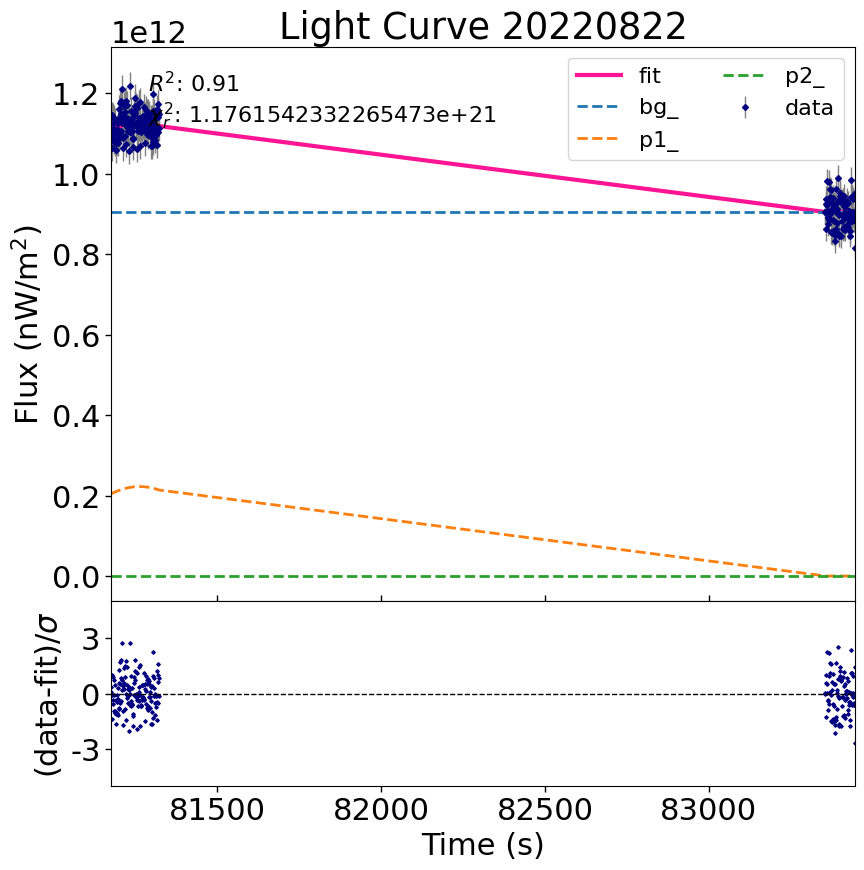 Light Curve 20220822
1e12
R²: 0.91
²: 1.1761542332265473e+21
fit
bg_
p1_
p2_
data
Flux (nW/m²)
1.2
1.0
0.8
0.6
0.4
0.2
0.0
(data-fit)/σ
3
0
-3
81500 82000 82500 83000
Time (s)